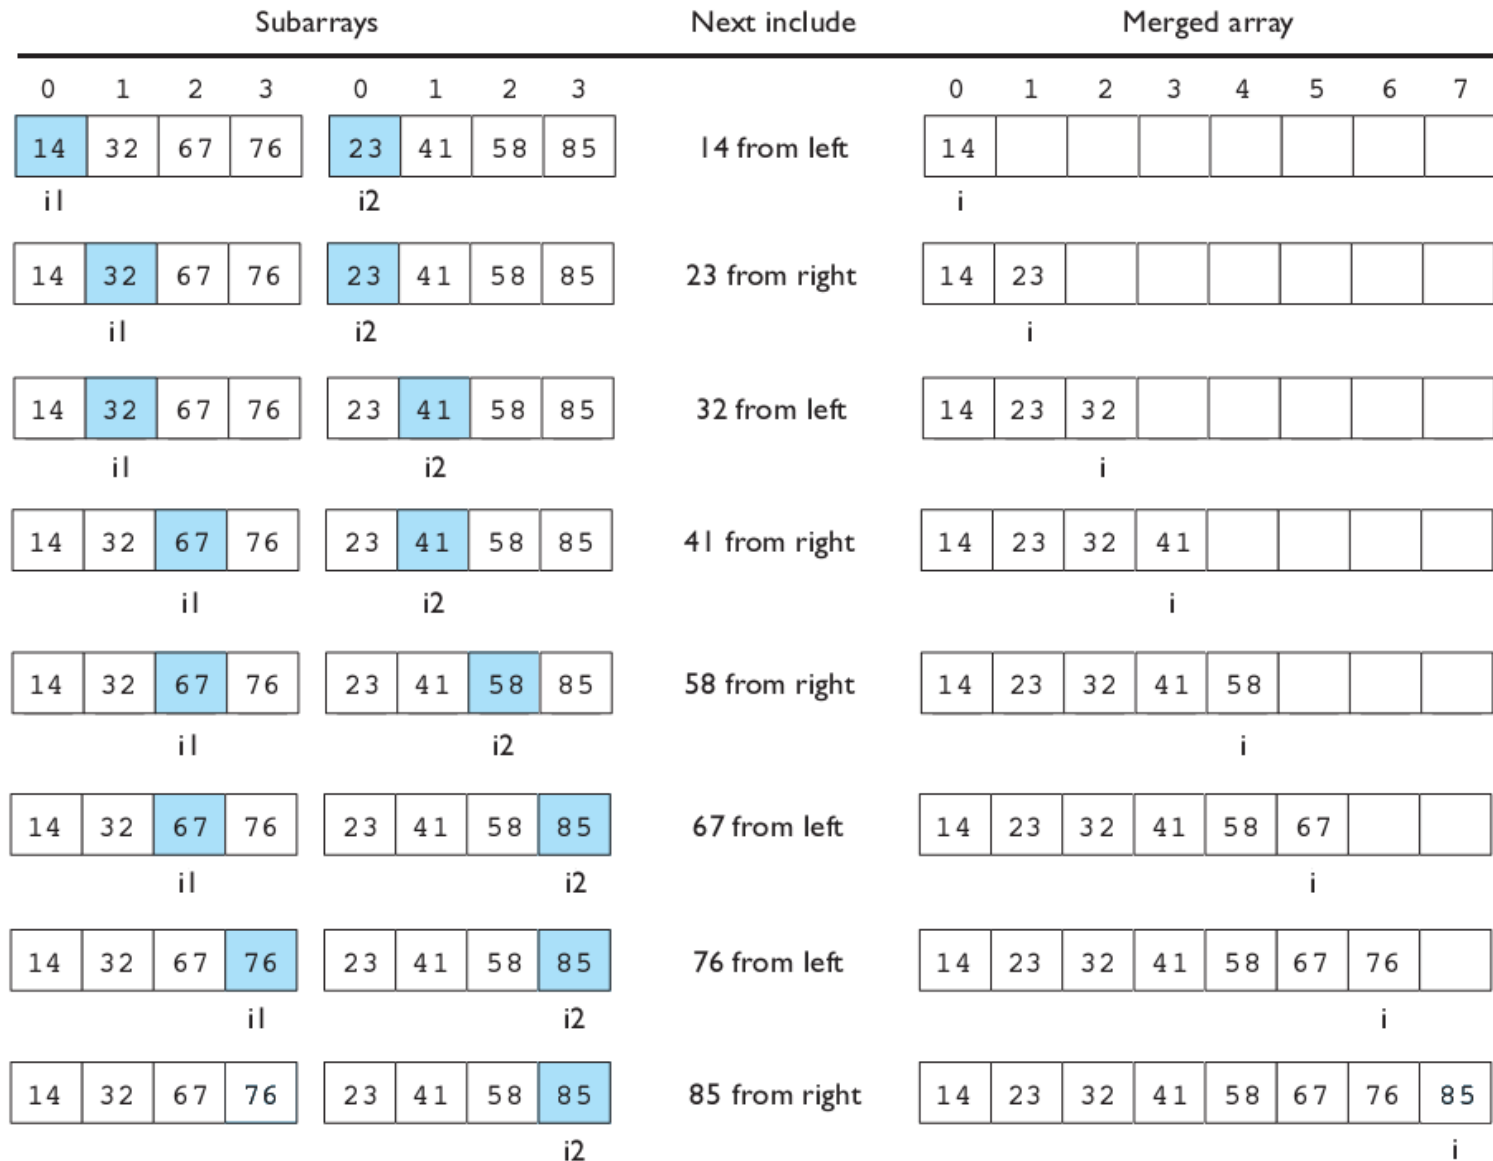 Subarrays Next include Merged array
0 1 2 3 0 1 2 3 0 1 2 3 4 5 6 7
14 32 67 76 23 41 58 85 14 from left 14
i1 i2 i
14 32 67 76 23 41 58 85 23 from right 14 23
i1 i2 i
14 32 67 76 23 41 58 85 32 from left 14 23 32
i1 i2 i
14 32 67 76 23 41 58 85 41 from right 14 23 32 41
i1 i2 i
14 32 67 76 23 41 58 85 58 from right 14 23 32 41 58
i1 i2 i
14 32 67 76 23 41 58 85 67 from left 14 23 32 41 58 67
i1 i2 i
14 32 67 76 23 41 58 85 76 from left 14 23 32 41 58 67 76
i1 i2 i
14 32 67 76 23 41 58 85 85 from right 14 23 32 41 58 67 76 85
i2 i